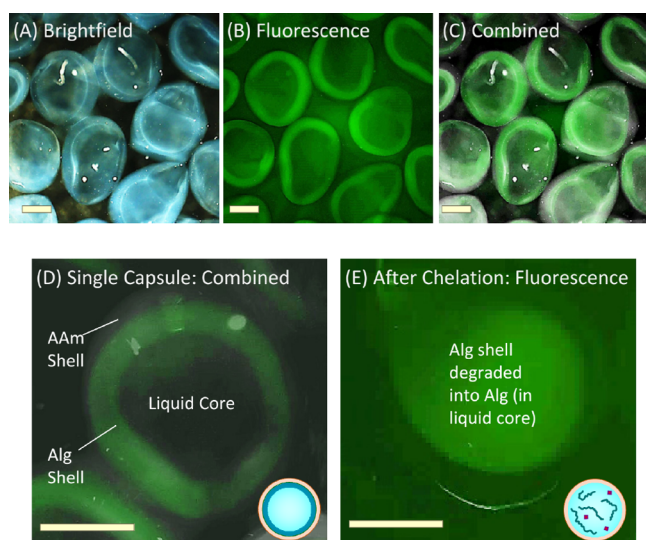 (A) Brightfield
(B) Fluorescence
(C) Combined
(D) Single Capsule: Combined
AAm
Shell
Liquid Core
Alg
Shell
(E) After Chelation: Fluorescence
Alg shell
degraded
into Alg (in
liquid core)